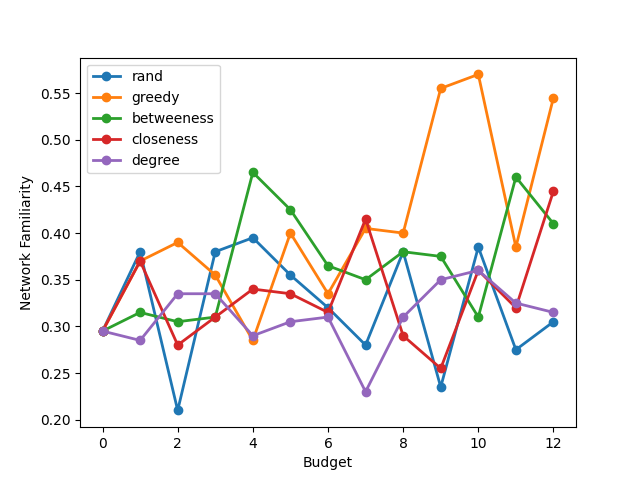 rand
greedy
betweeness
closeness
degree
0.55
0.50
0.45
0.40
0.35
0.30
0.25
0.20
Network Familiarity
0 2 4 6 8 10 12
Budget